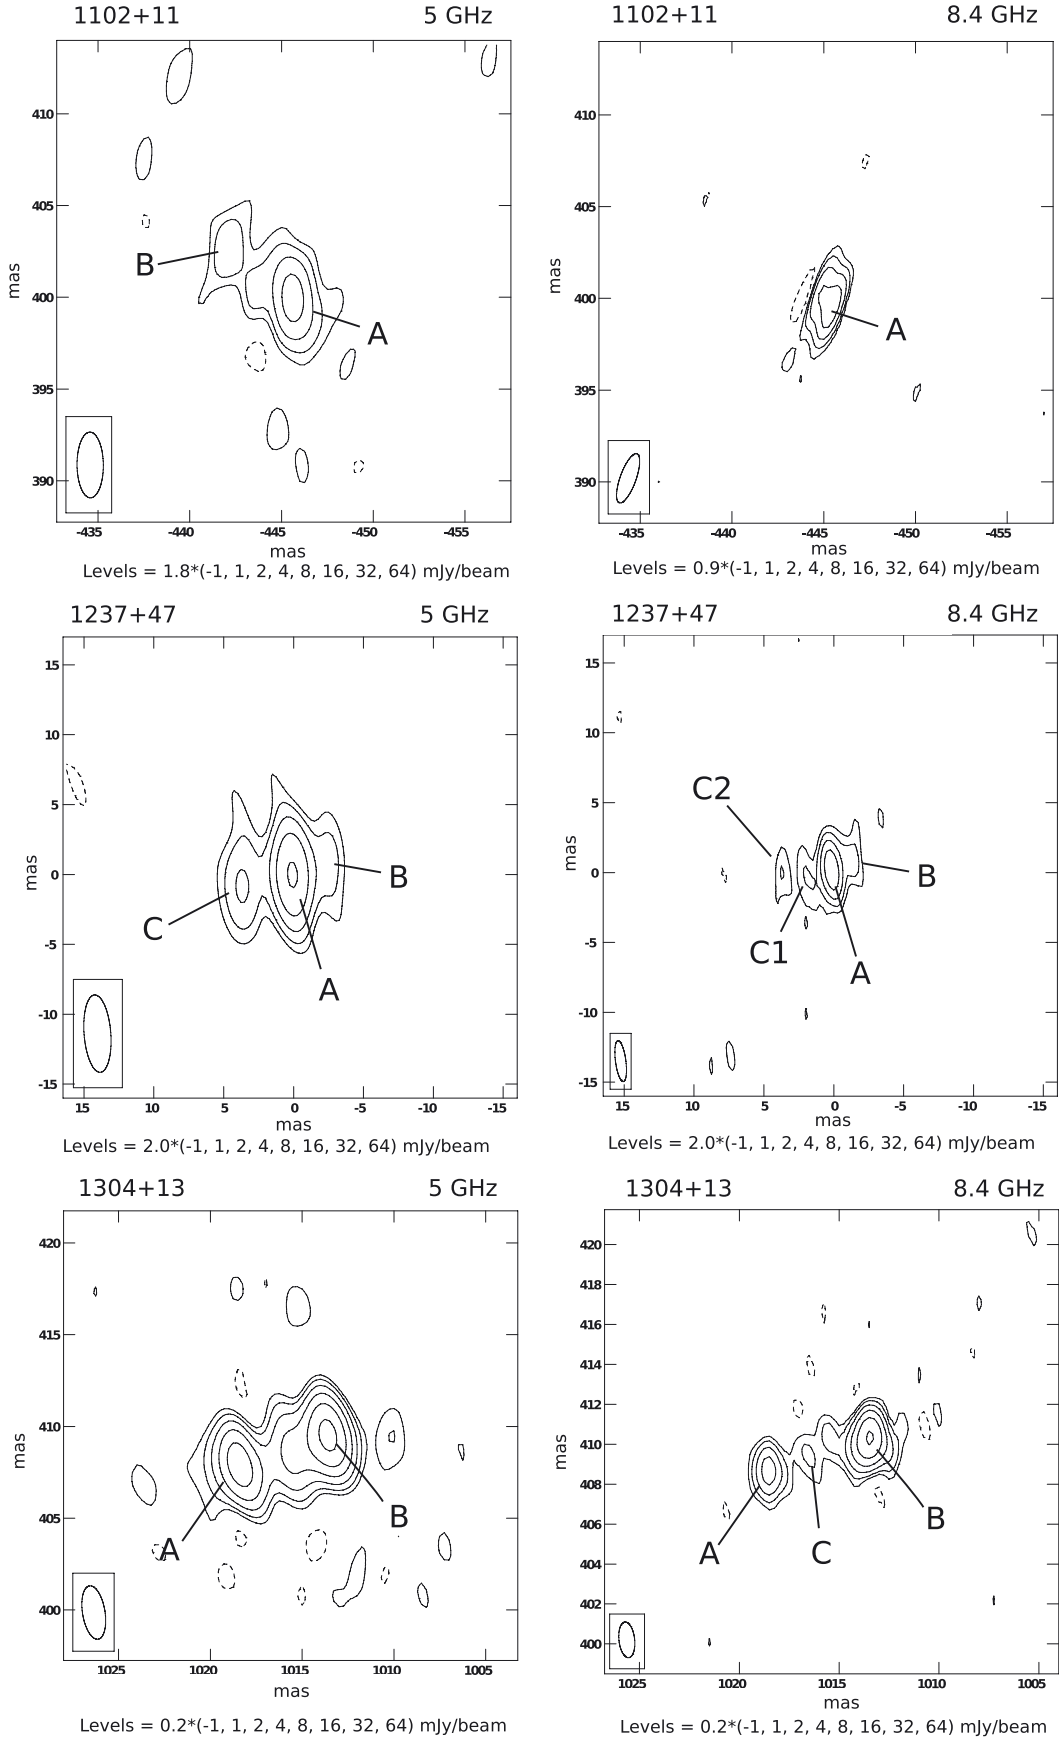 1102+11 5 GHz
410
405
400
395
390
mas
B
A
-435 -440 -445 -450 -455
mas
Levels = 1.8*(-1, 1, 2, 4, 8, 16, 32, 64) mJy/beam
1102+11 8.4 GHz
410
405
400
395
390
mas
A
-435 -440 -445 -450 -455
mas
Levels = 0.9*(-1, 1, 2, 4, 8, 16, 32, 64) mJy/beam
1237+47 5 GHz
15
10
5
0
-5
-10
-15
mas
B
C
A
15 10 5 0 -5 -10 -15
mas
Levels = 2.0*(-1, 1, 2, 4, 8, 16, 32, 64) mJy/beam
1237+47 8.4 GHz
15
10
5
0
-5
-10
-15
mas
C2
B
C1
A
15 10 5 0 -5 -10 -15
mas
Levels = 2.0*(-1, 1, 2, 4, 8, 16, 32, 64) mJy/beam
1304+13 5 GHz
420
415
410
405
400
mas
B
A
1025 1020 1015 1010 1005
mas
Levels = 0.2*(-1, 1, 2, 4, 8, 16, 32, 64) mJy/beam
1304+13 8.4 GHz
420
418
416
414
412
410
408
406
404
402
400
mas
B
A
C
1025 1020 1015 1010 1005
mas
Levels = 0.2*(-1, 1, 2, 4, 8, 16, 32, 64) mJy/beam